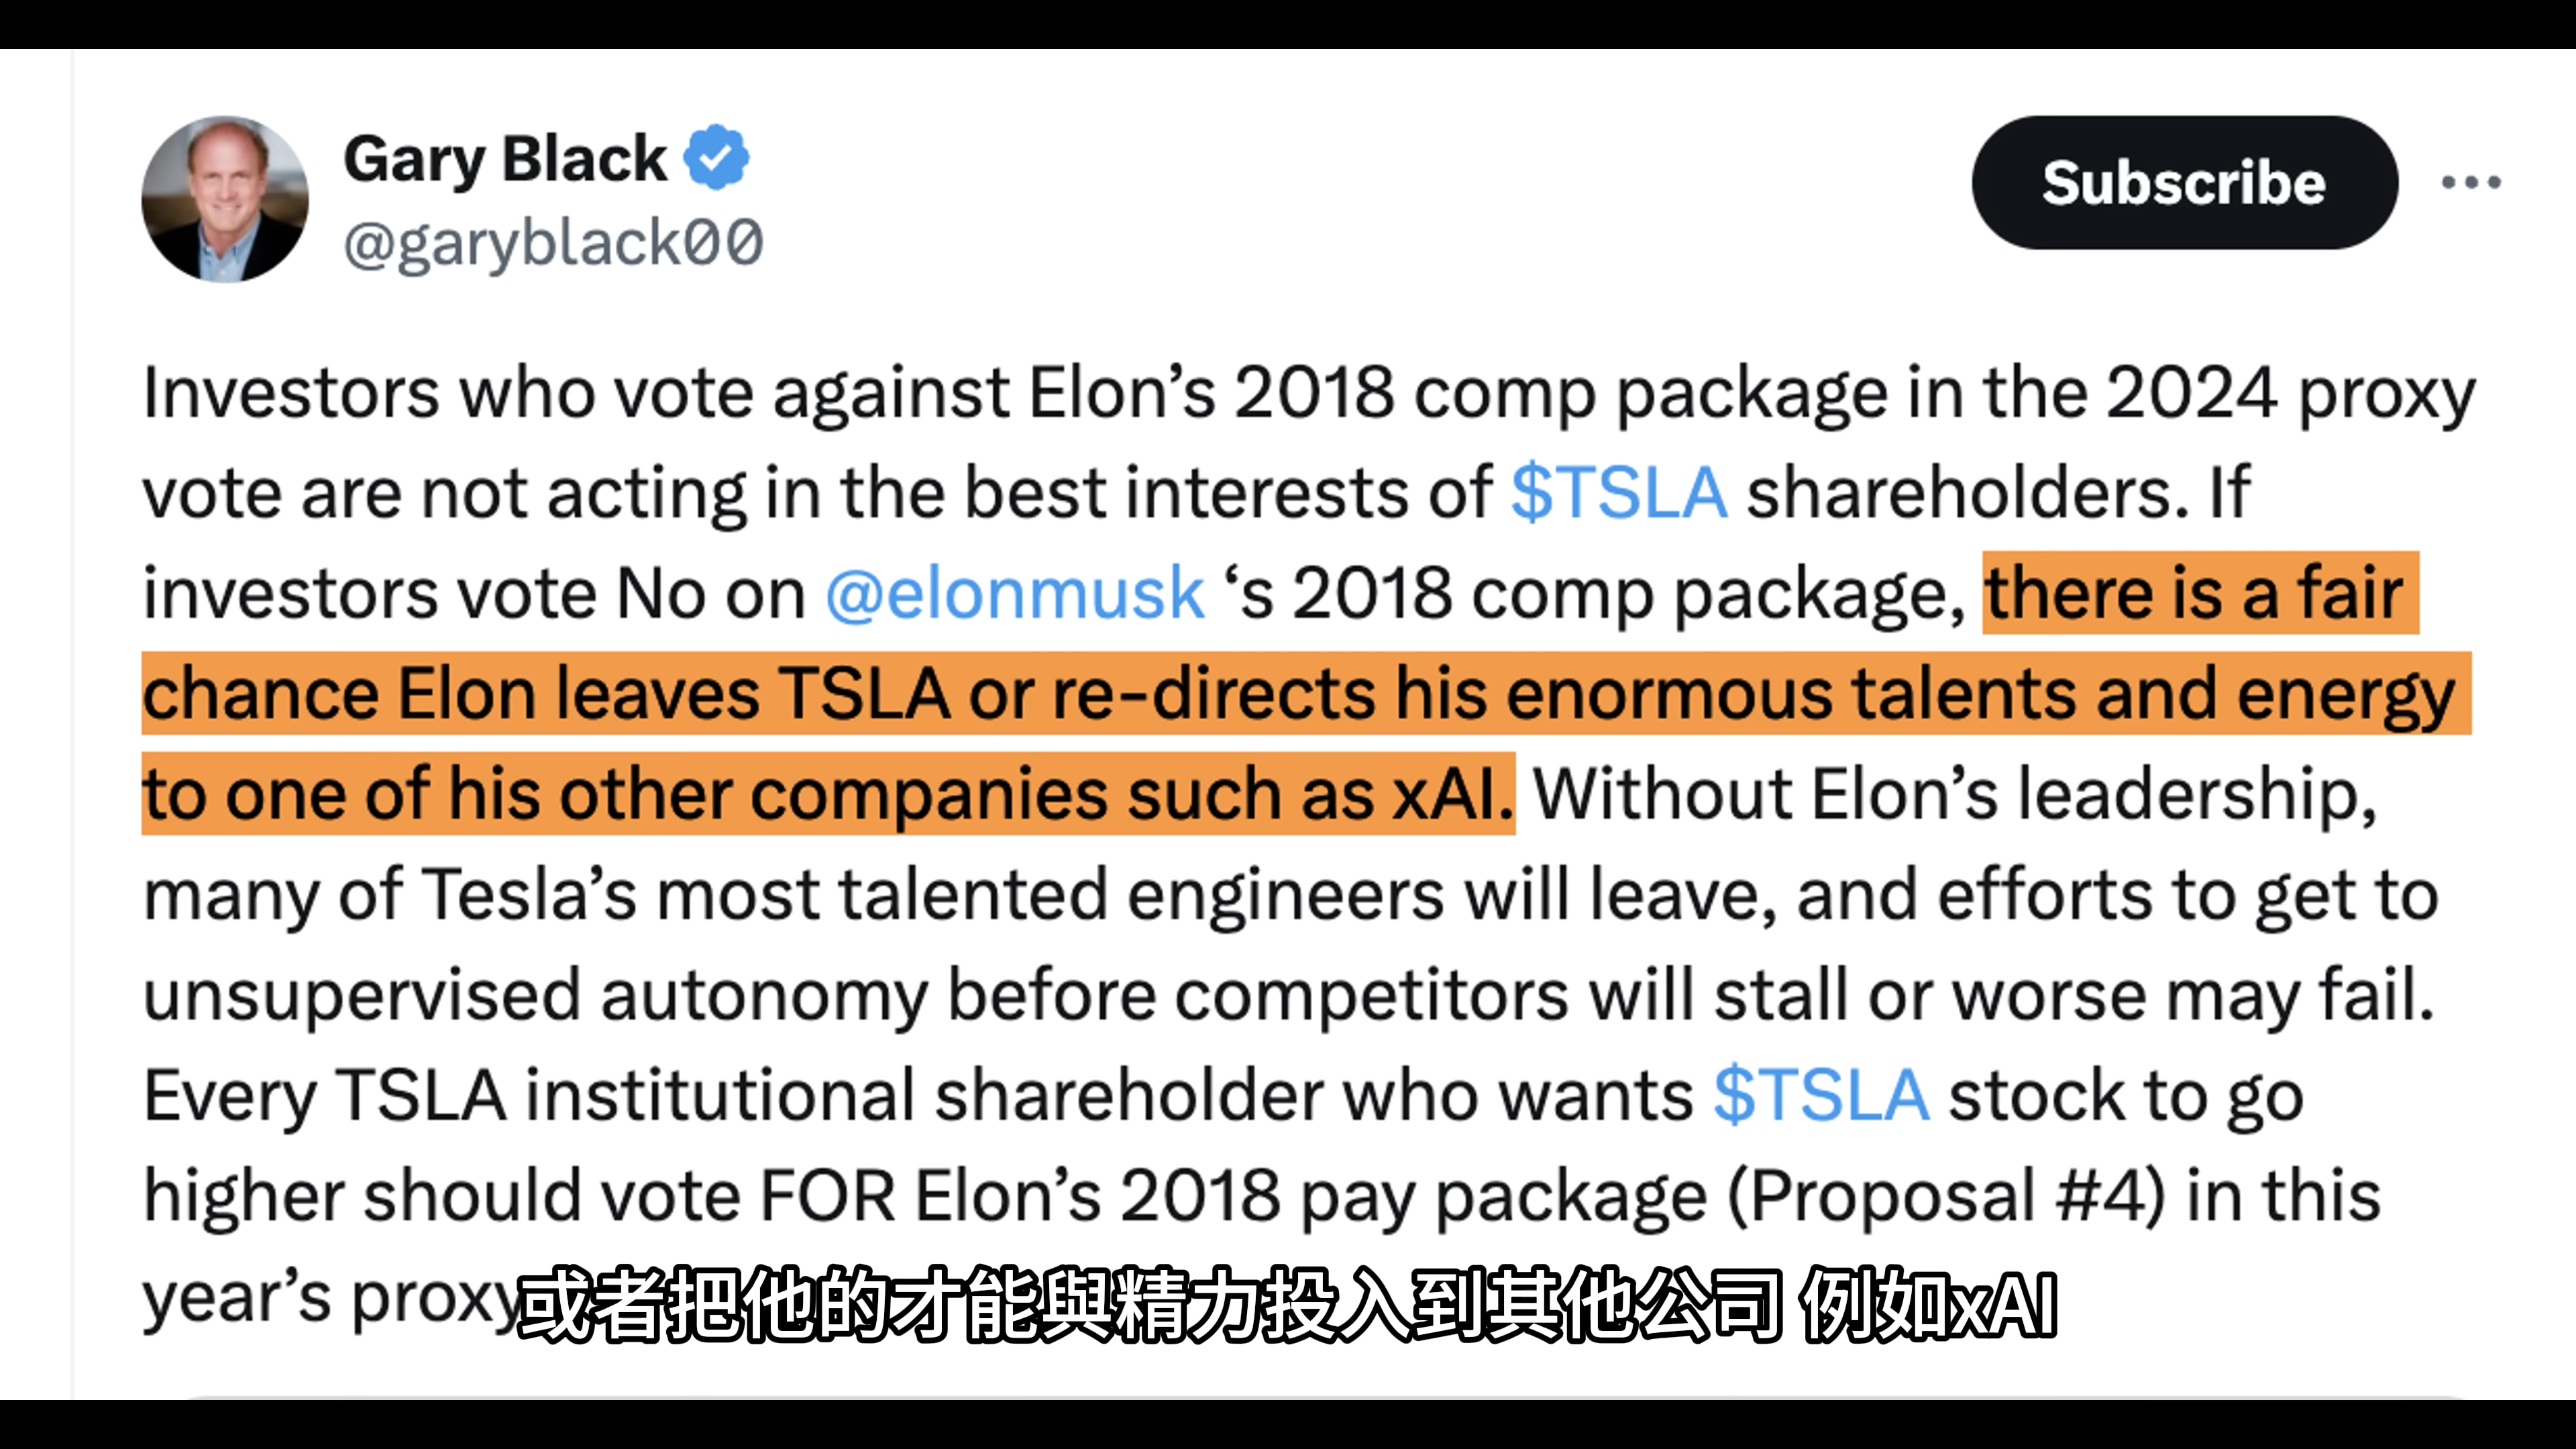 Gary Black
@garyblack00
Subscribe
Investors who vote against Elon’s 2018 comp package in the 2024 proxy
vote are not acting in the best interests of $TSLA shareholders. If
investors vote No on @elonmusk ‘s 2018 comp package, there is a fair
chance Elon leaves TSLA or re-directs his enormous talents and energy
to one of his other companies such as xAI. Without Elon’s leadership,
many of Tesla’s most talented engineers will leave, and efforts to get to
unsupervised autonomy before competitors will stall or worse may fail.
Every TSLA institutional shareholder who wants $TSLA stock to go
higher should vote FOR Elon’s 2018 pay package (Proposal #4) in this
year’s proxy
或者把他的才能與精力投入到其他公司 例如xAI